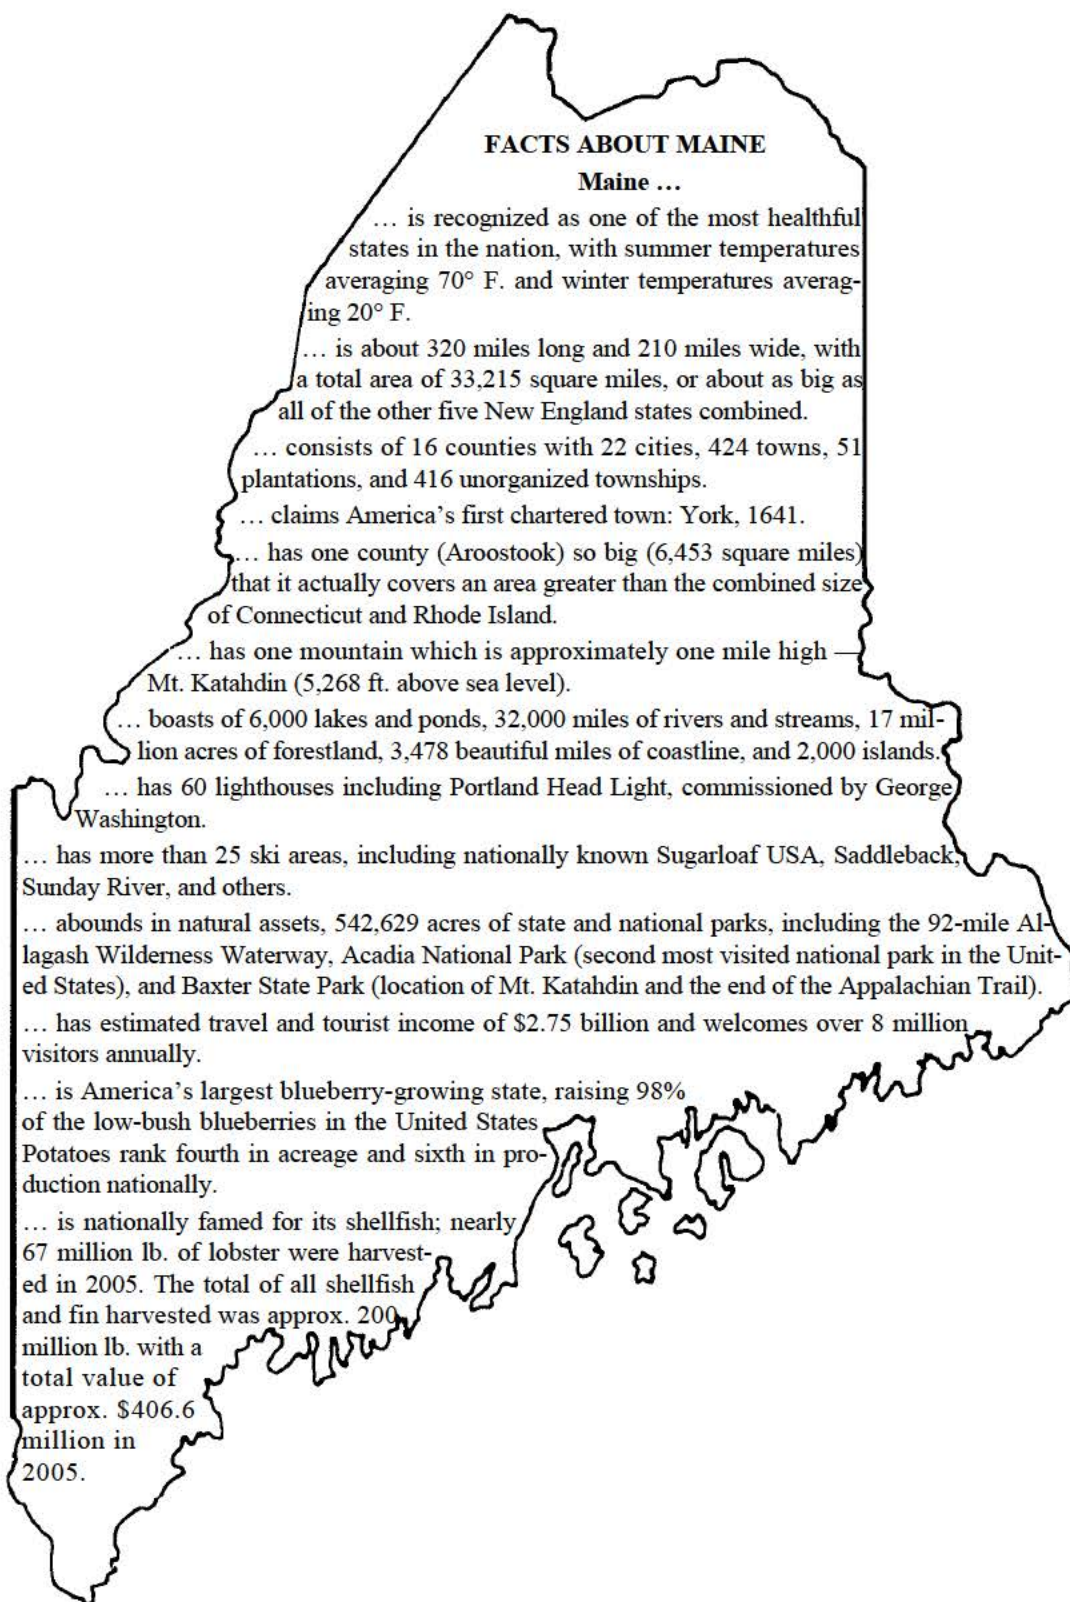 FACTS ABOUT MAINE
Maine …
… is recognized as one of the most healthful
states in the nation, with summer temperatures
averaging 70° F. and winter temperatures averag-
ing 20° F.
… is about 320 miles long and 210 miles wide, with
a total area of 33,215 square miles, or about as big as
all of the other five New England states combined.
… consists of 16 counties with 22 cities, 424 towns, 51
plantations, and 416 unorganized townships.
… claims America’s first chartered town: York, 1641.
… has one county (Aroostook) so big (6,453 square miles)
that it actually covers an area greater than the combined size
of Connecticut and Rhode Island.
… has one mountain which is approximately one mile high —
Mt. Katahdin (5,268 ft. above sea level).
… boasts of 6,000 lakes and ponds, 32,000 miles of rivers and streams, 17 mil-
lion acres of forestland, 3,478 beautiful miles of coastline, and 2,000 islands.
… has 60 lighthouses including Portland Head Light, commissioned by George
Washington.
… has more than 25 ski areas, including nationally known Sugarloaf USA, Saddleback,
Sunday River, and others.
… abounds in natural assets, 542,629 acres of state and national parks, including the 92-mile Al-
lagash Wilderness Waterway, Acadia National Park (second most visited national park in the Unit-
ed States), and Baxter State Park (location of Mt. Katahdin and the end of the Appalachian Trail).
… has estimated travel and tourist income of $2.75 billion and welcomes over 8 million
visitors annually.
… is America’s largest blueberry-growing state, raising 98%
of the low-bush blueberries in the United States
Potatoes rank fourth in acreage and sixth in pro-
duction nationally.
… is nationally famed for its shellfish; nearly
67 million lb. of lobster were harvest-
ed in 2005. The total of all shellfish
and fin harvested was approx. 200
million lb. with a
total value of
approx. $406.6
million in
2005.